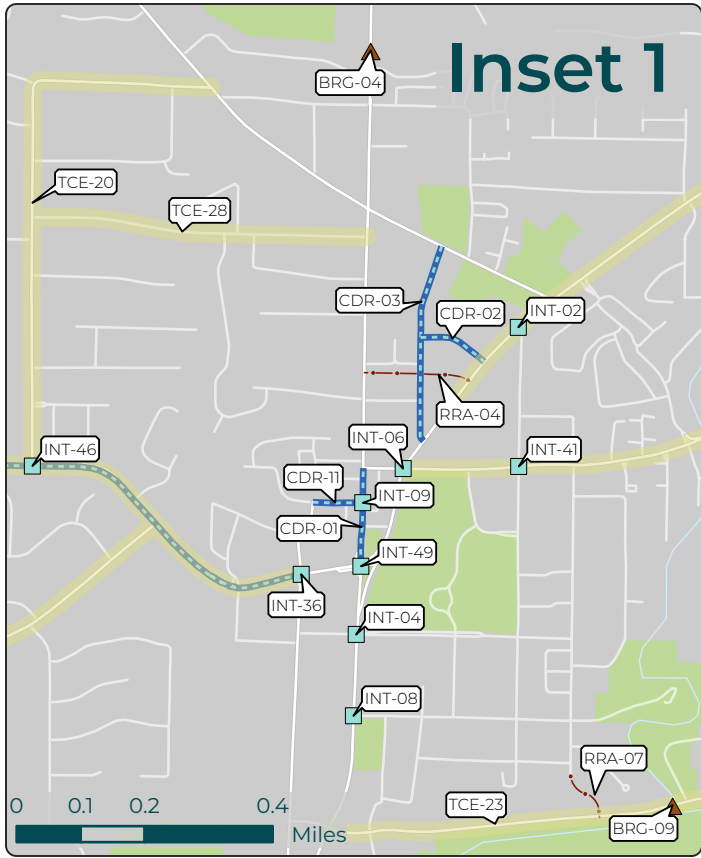 Inset 1
BRG-04
TCE-20
TCE-28
CDR-03
CDR-02
INT-02
RRA-04
INT-06
INT-46
INT-41
CDR-11
INT-09
CDR-01
INT-49
INT-36
INT-04
INT-08
RRA-07
TCE-23
BRG-09
0 0.1 0.2 0.4
Miles